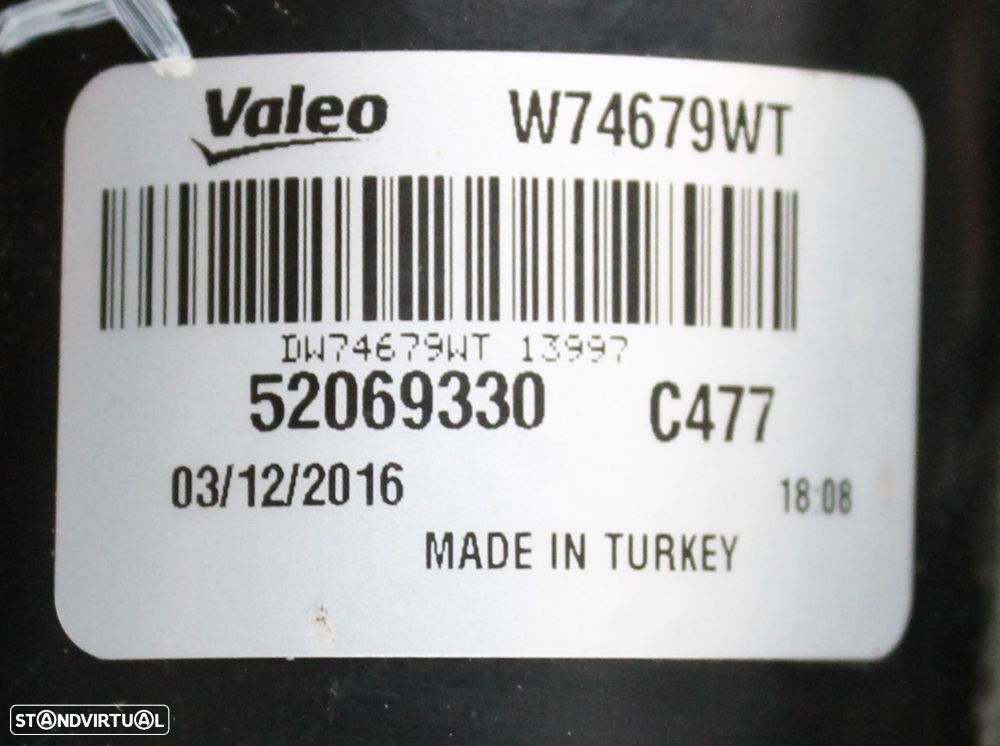 Valeo W74679WT
DW74679WT 13997
52069330 C477
03/12/2016 18:08
MADE IN TURKEY
STANDVIRTUAL